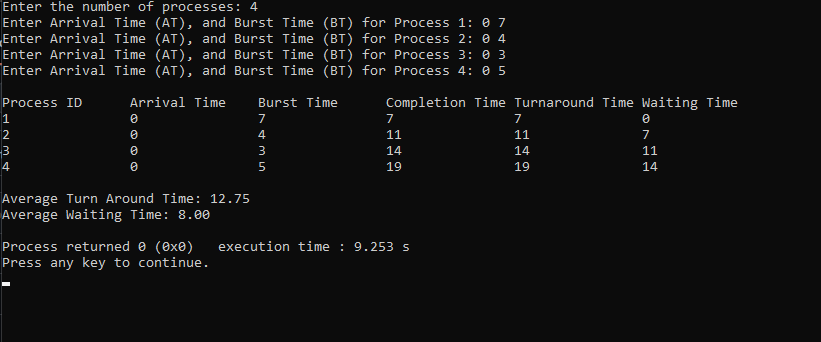 Enter the number of processes: 4
Enter Arrival Time (AT), and Burst Time (BT) for Process 1: 0 7
Enter Arrival Time (AT), and Burst Time (BT) for Process 2: 0 4
Enter Arrival Time (AT), and Burst Time (BT) for Process 3: 0 3
Enter Arrival Time (AT), and Burst Time (BT) for Process 4: 0 5
Process ID      Arrival Time    Burst Time      Completion Time Turnaround Time Waiting Time
1               0               7               7               7               0
2               0               4               11              11              7
3               0               3               14              14              11
4               0               5               19              19              14
Average Turn Around Time: 12.75
Average Waiting Time: 8.00
Process returned 0 (0x0)   execution time : 9.253 s
Press any key to continue.